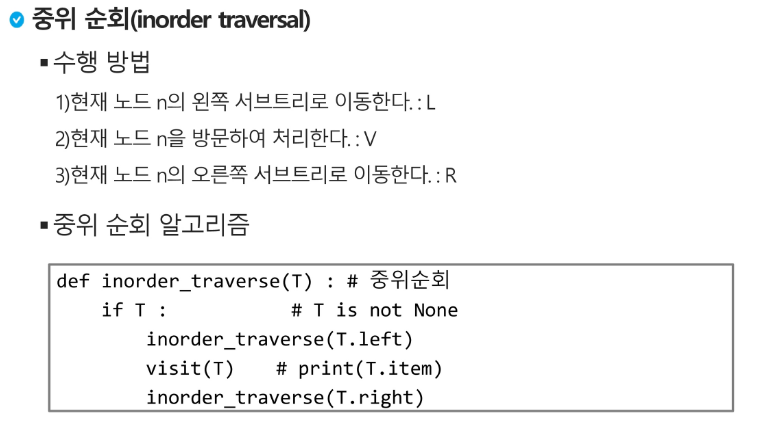 중위 순회(inorder traversal)
▪수행 방법
1)현재 노드 n의 왼쪽 서브트리로 이동한다. : L
2)현재 노드 n을 방문하여 처리한다. : V
3)현재 노드 n의 오른쪽 서브트리로 이동한다. : R
▪중위 순회 알고리즘
def inorder_traverse(T) : # 중위순회
    if T :           # T is not None
        inorder_traverse(T.left)
        visit(T)    # print(T.item)
        inorder_traverse(T.right)